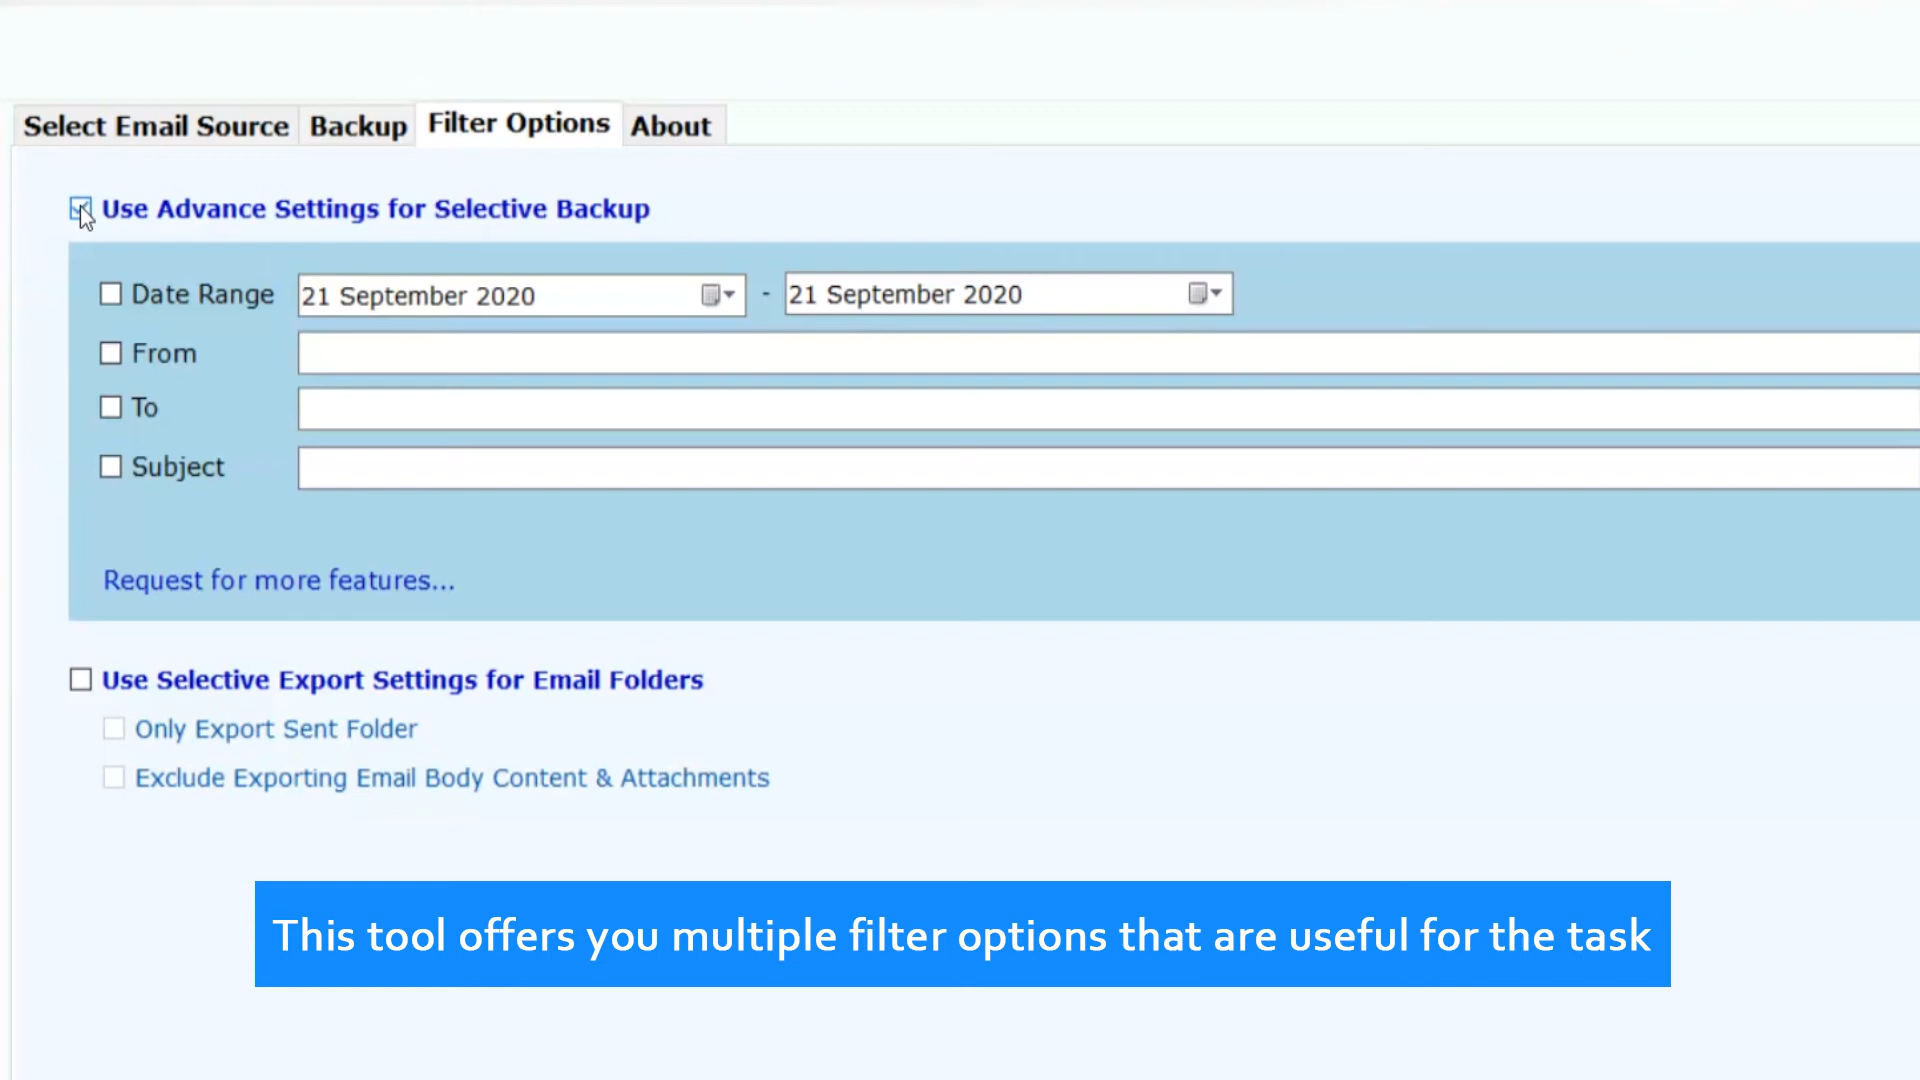 Select Email Source Backup Filter Options About
Use Advance Settings for Selective Backup
Date Range 21 September 2020 - 21 September 2020
From
To
Subject
Request for more features...
Use Selective Export Settings for Email Folders
Only Export Sent Folder
Exclude Exporting Email Body Content & Attachments
This tool offers you multiple filter options that are useful for the task